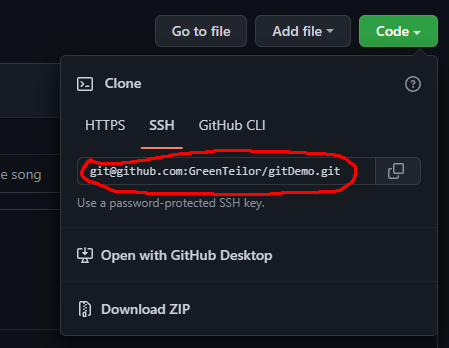 Go to file
Add file
Code
Clone
HTTPS
SSH
GitHub CLI
e song
git@github.com:GreenTeilor/gitDemo.git
Use a password-protected SSH key.
Open with GitHub Desktop
Download ZIP